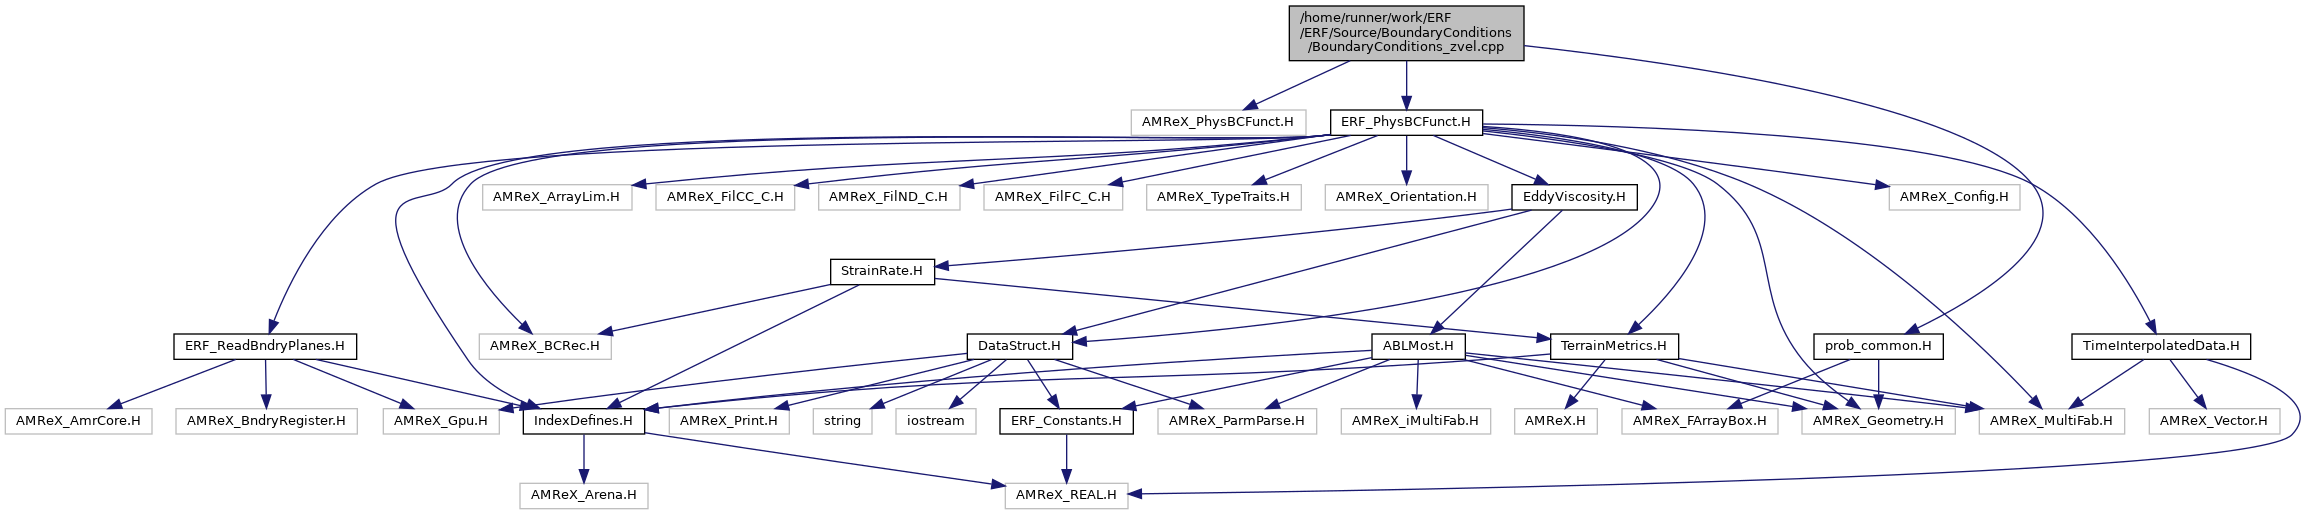 /home/runner/work/ERF
/ERF/Source/BoundaryConditions
/BoundaryConditions_zvel.cpp
AMReX_PhysBCFunct.H
ERF_PhysBCFunct.H
AMReX_ArrayLim.H
AMReX_FilCC_C.H
AMReX_FilND_C.H
AMReX_FilFC_C.H
AMReX_TypeTraits.H
AMReX_Orientation.H
EddyViscosity.H
AMReX_Config.H
StrainRate.H
ERF_ReadBndryPlanes.H
AMReX_BCRec.H
DataStruct.H
ABLMost.H
TerrainMetrics.H
prob_common.H
TimeInterpolatedData.H
AMReX_AmrCore.H
AMReX_BndryRegister.H
AMReX_Gpu.H
IndexDefines.H
AMReX_Print.H
string
iostream
ERF_Constants.H
AMReX_ParmParse.H
AMReX_iMultiFab.H
AMReX.H
AMReX_FArrayBox.H
AMReX_Geometry.H
AMReX_MultiFab.H
AMReX_Vector.H
AMReX_Arena.H
AMReX_REAL.H